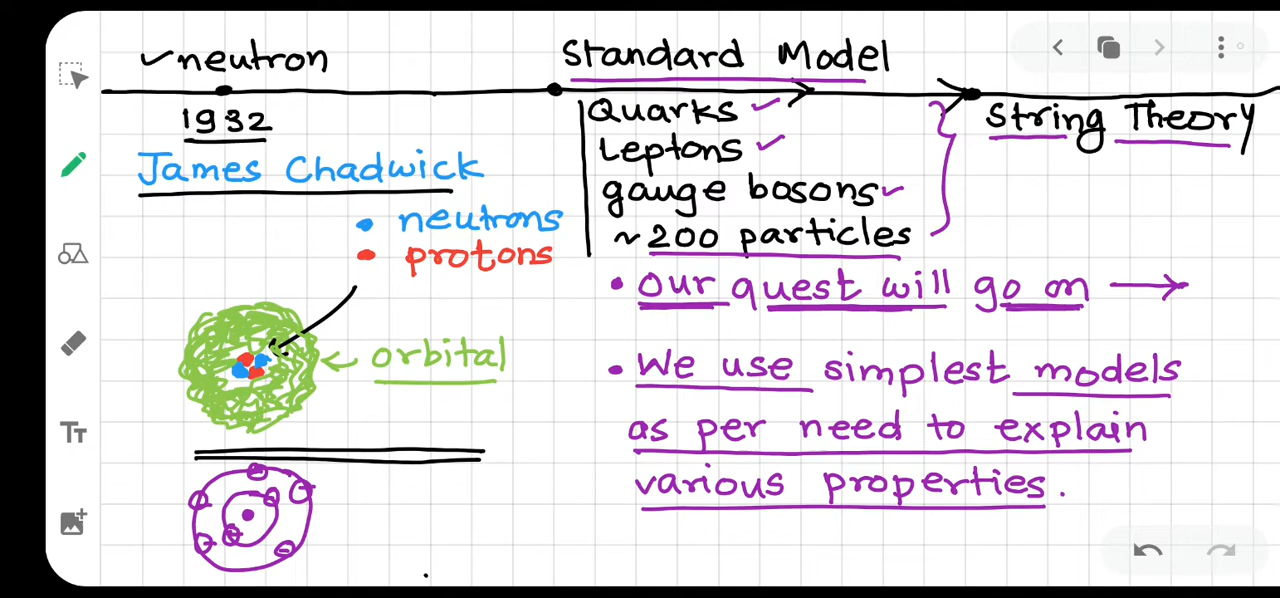 neutron
1932
James Chadwick
neutrons
protons
orbital
Standard Model
Quarks
Leptons
gauge bosons
~ 200 particles
String Theory
• Our quest will go on →
• We use simplest models
as per need to explain
various properties.
Tт